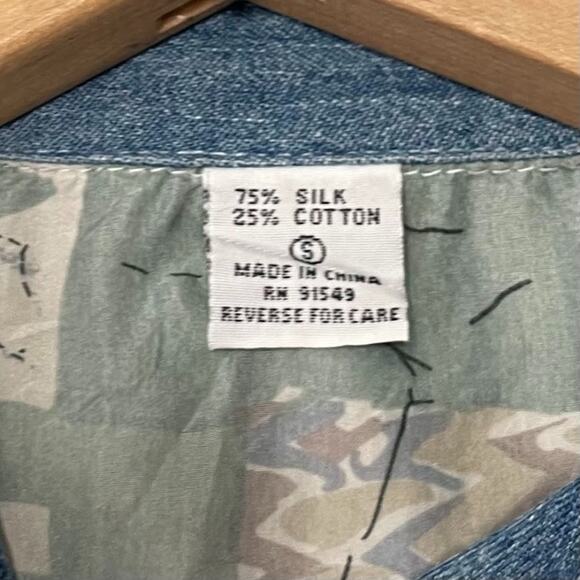 75% SILK
25% COTTON
S
MADE IN CHINA
RN 91549
REVERSE FOR CARE